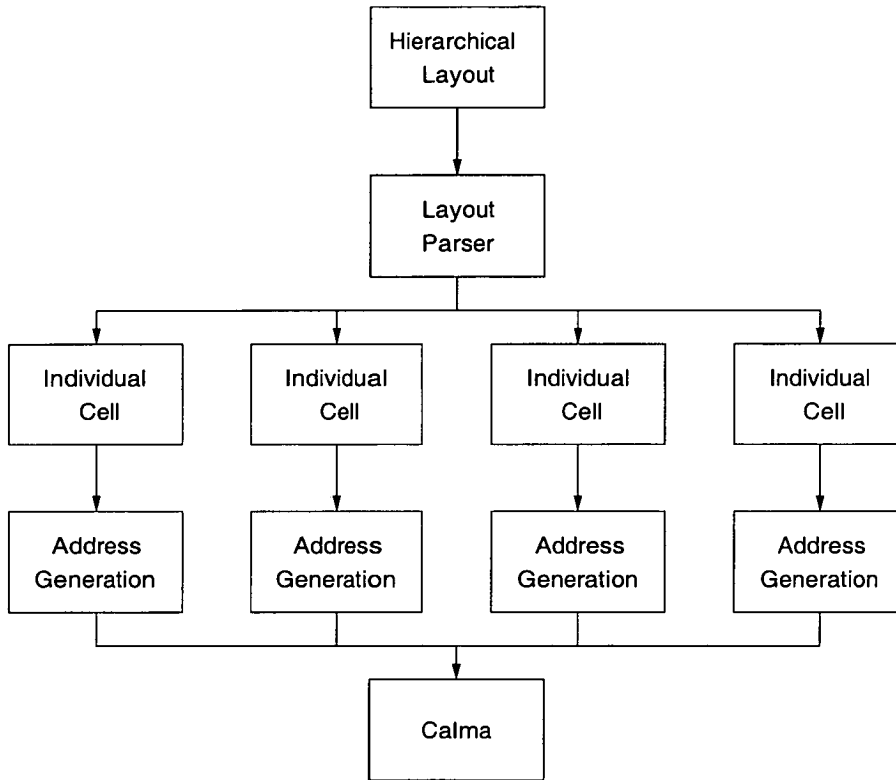 Hierarchical
Layout
Layout
Parser
Individual
Cell
Individual
Cell
Individual
Cell
Individual
Cell
Address
Generation
Address
Generation
Address
Generation
Address
Generation
Calma